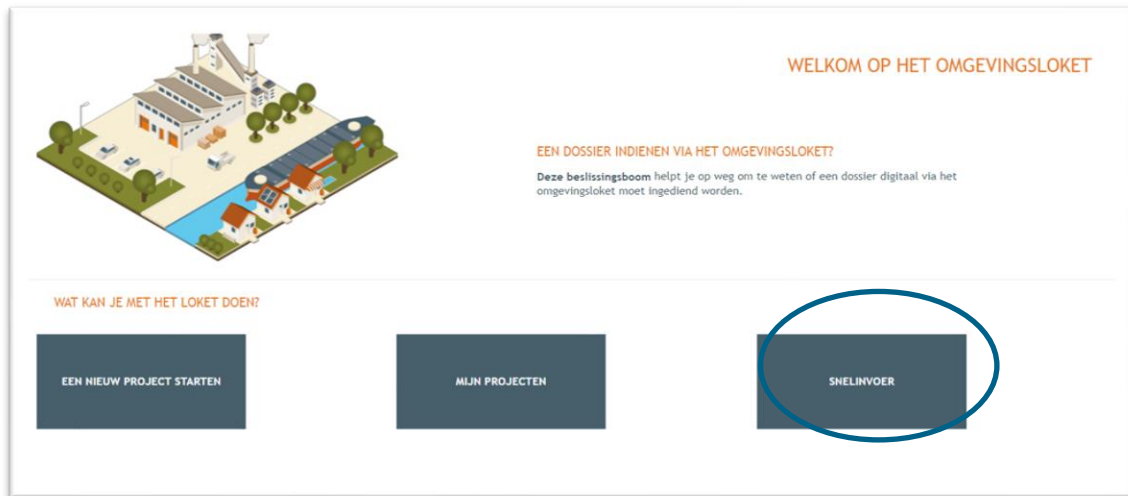 WELKOM OP HET OMGEVINGSLOKET
EEN DOSSIER INDIENEN VIA HET OMGEVINGSLOKET?
Deze beslissingsboom helpt je op weg om te weten of een dossier digitaal via het
omgevingsloket moet ingediend worden.
WAT KAN JE MET HET LOKET DOEN?
EEN NIEUW PROJECT STARTEN
MIJN PROJECTEN
SNELINVOER